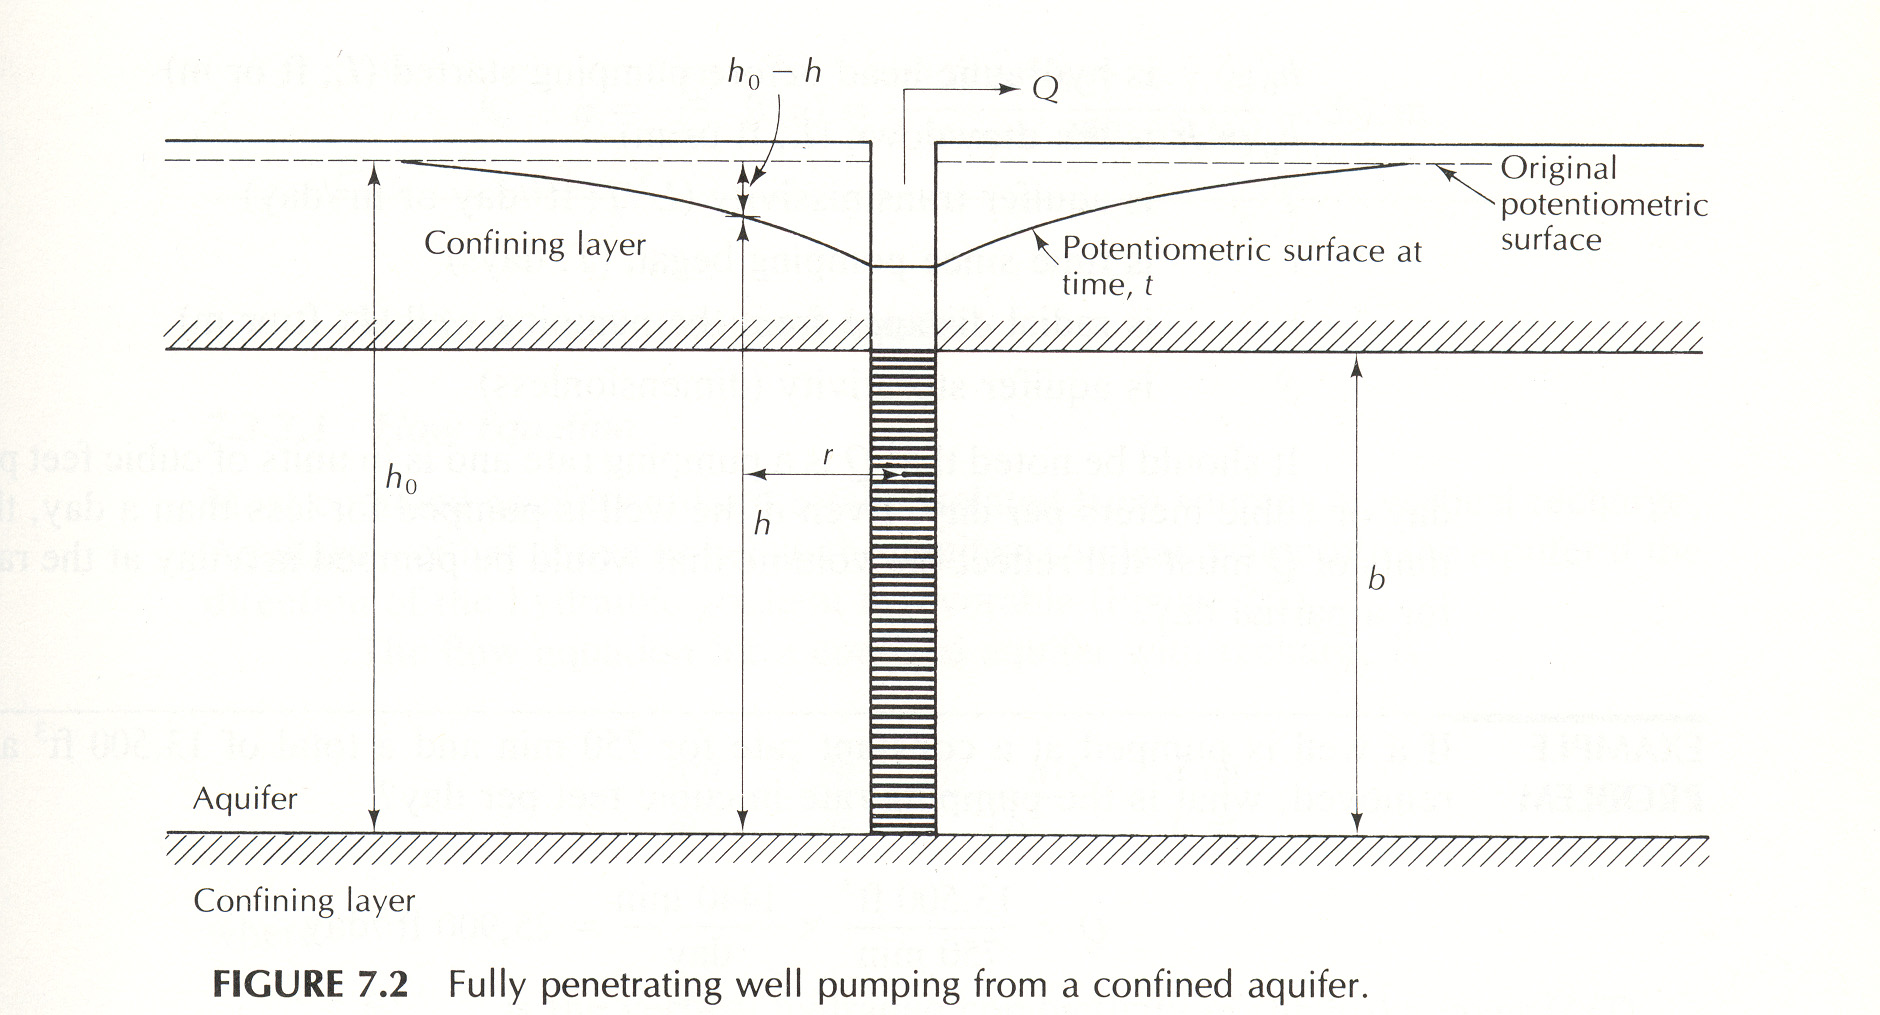 h₀ – h
Q
Original
potentiometric
surface
Confining layer
Potentiometric surface at
time, t
h₀
r
h
b
Aquifer
Confining layer
FIGURE 7.2 Fully penetrating well pumping from a confined aquifer.